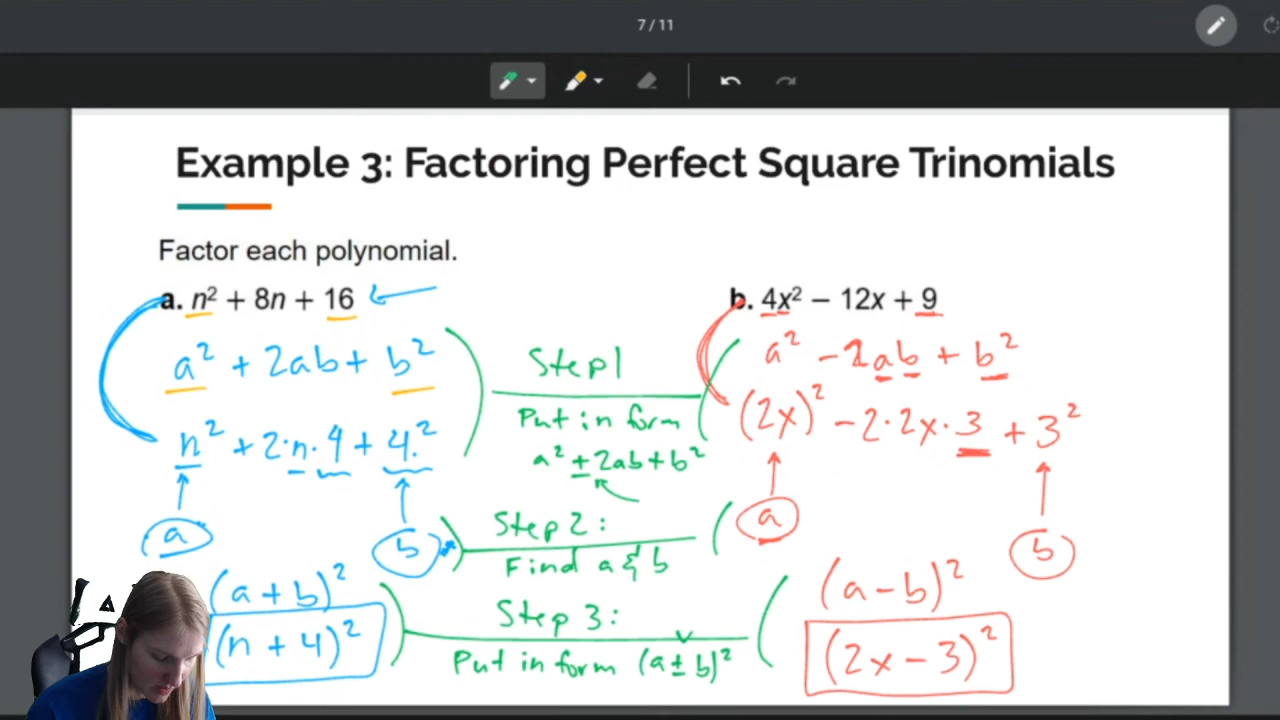 7 / 11
Example 3: Factoring Perfect Square Trinomials
Factor each polynomial.
a. n² + 8n + 16
a² + 2ab + b²
n² + 2·n·4 + 4.²
a
b
(a + b)²
(n + 4)²
Step 1
Put in form
a² ± 2ab + b²
Step 2:
Find a & b
Step 3:
Put in form (a ± b)²
b. 4x² − 12x + 9
a² − 2ab + b²
(2x)² − 2·2x·3 + 3²
a
b
(a − b)²
(2x − 3)²